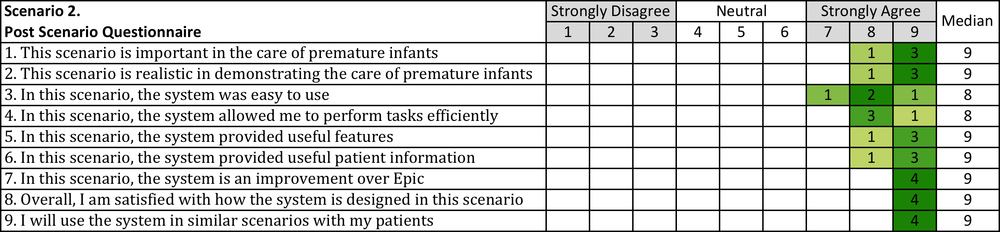 Scenario 2. Strongly Disagree Neutral Strongly Agree Median
Post Scenario Questionnaire 1 2 3 4 5 6 7 8 9
1. This scenario is important in the care of premature infants 1 3 9
2. This scenario is realistic in demonstrating the care of premature infants 1 3 9
3. In this scenario, the system was easy to use 1 2 1 8
4. In this scenario, the system allowed me to perform tasks efficiently 3 1 8
5. In this scenario, the system provided useful features 1 3 9
6. In this scenario, the system provided useful patient information 1 3 9
7. In this scenario, the system is an improvement over Epic 4 9
8. Overall, I am satisfied with how the system is designed in this scenario 4 9
9. I will use the system in similar scenarios with my patients 4 9